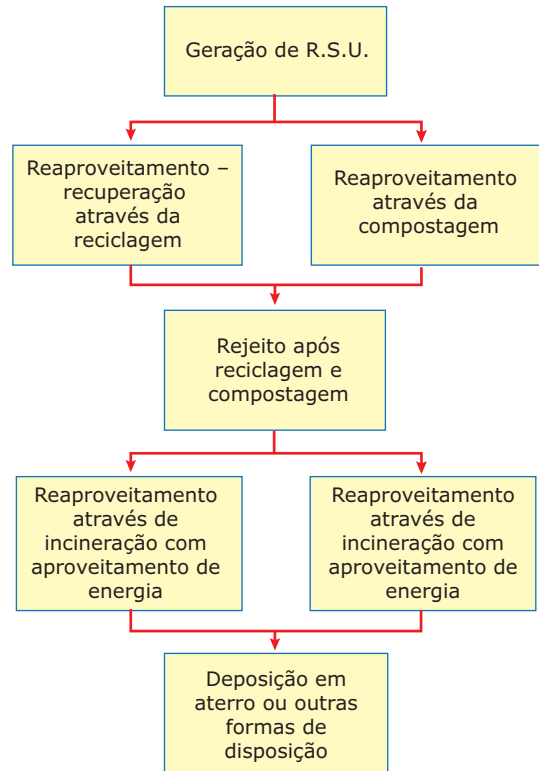 Geração de R.S.U.
Reaproveitamento –
recuperação
através da
reciclagem
Reaproveitamento
através da
compostagem
Rejeito após
reciclagem e
compostagem
Reaproveitamento
através de
incineração com
aproveitamento de
energia
Reaproveitamento
através de
incineração com
aproveitamento de
energia
Deposição em
aterro ou outras
formas de
disposição